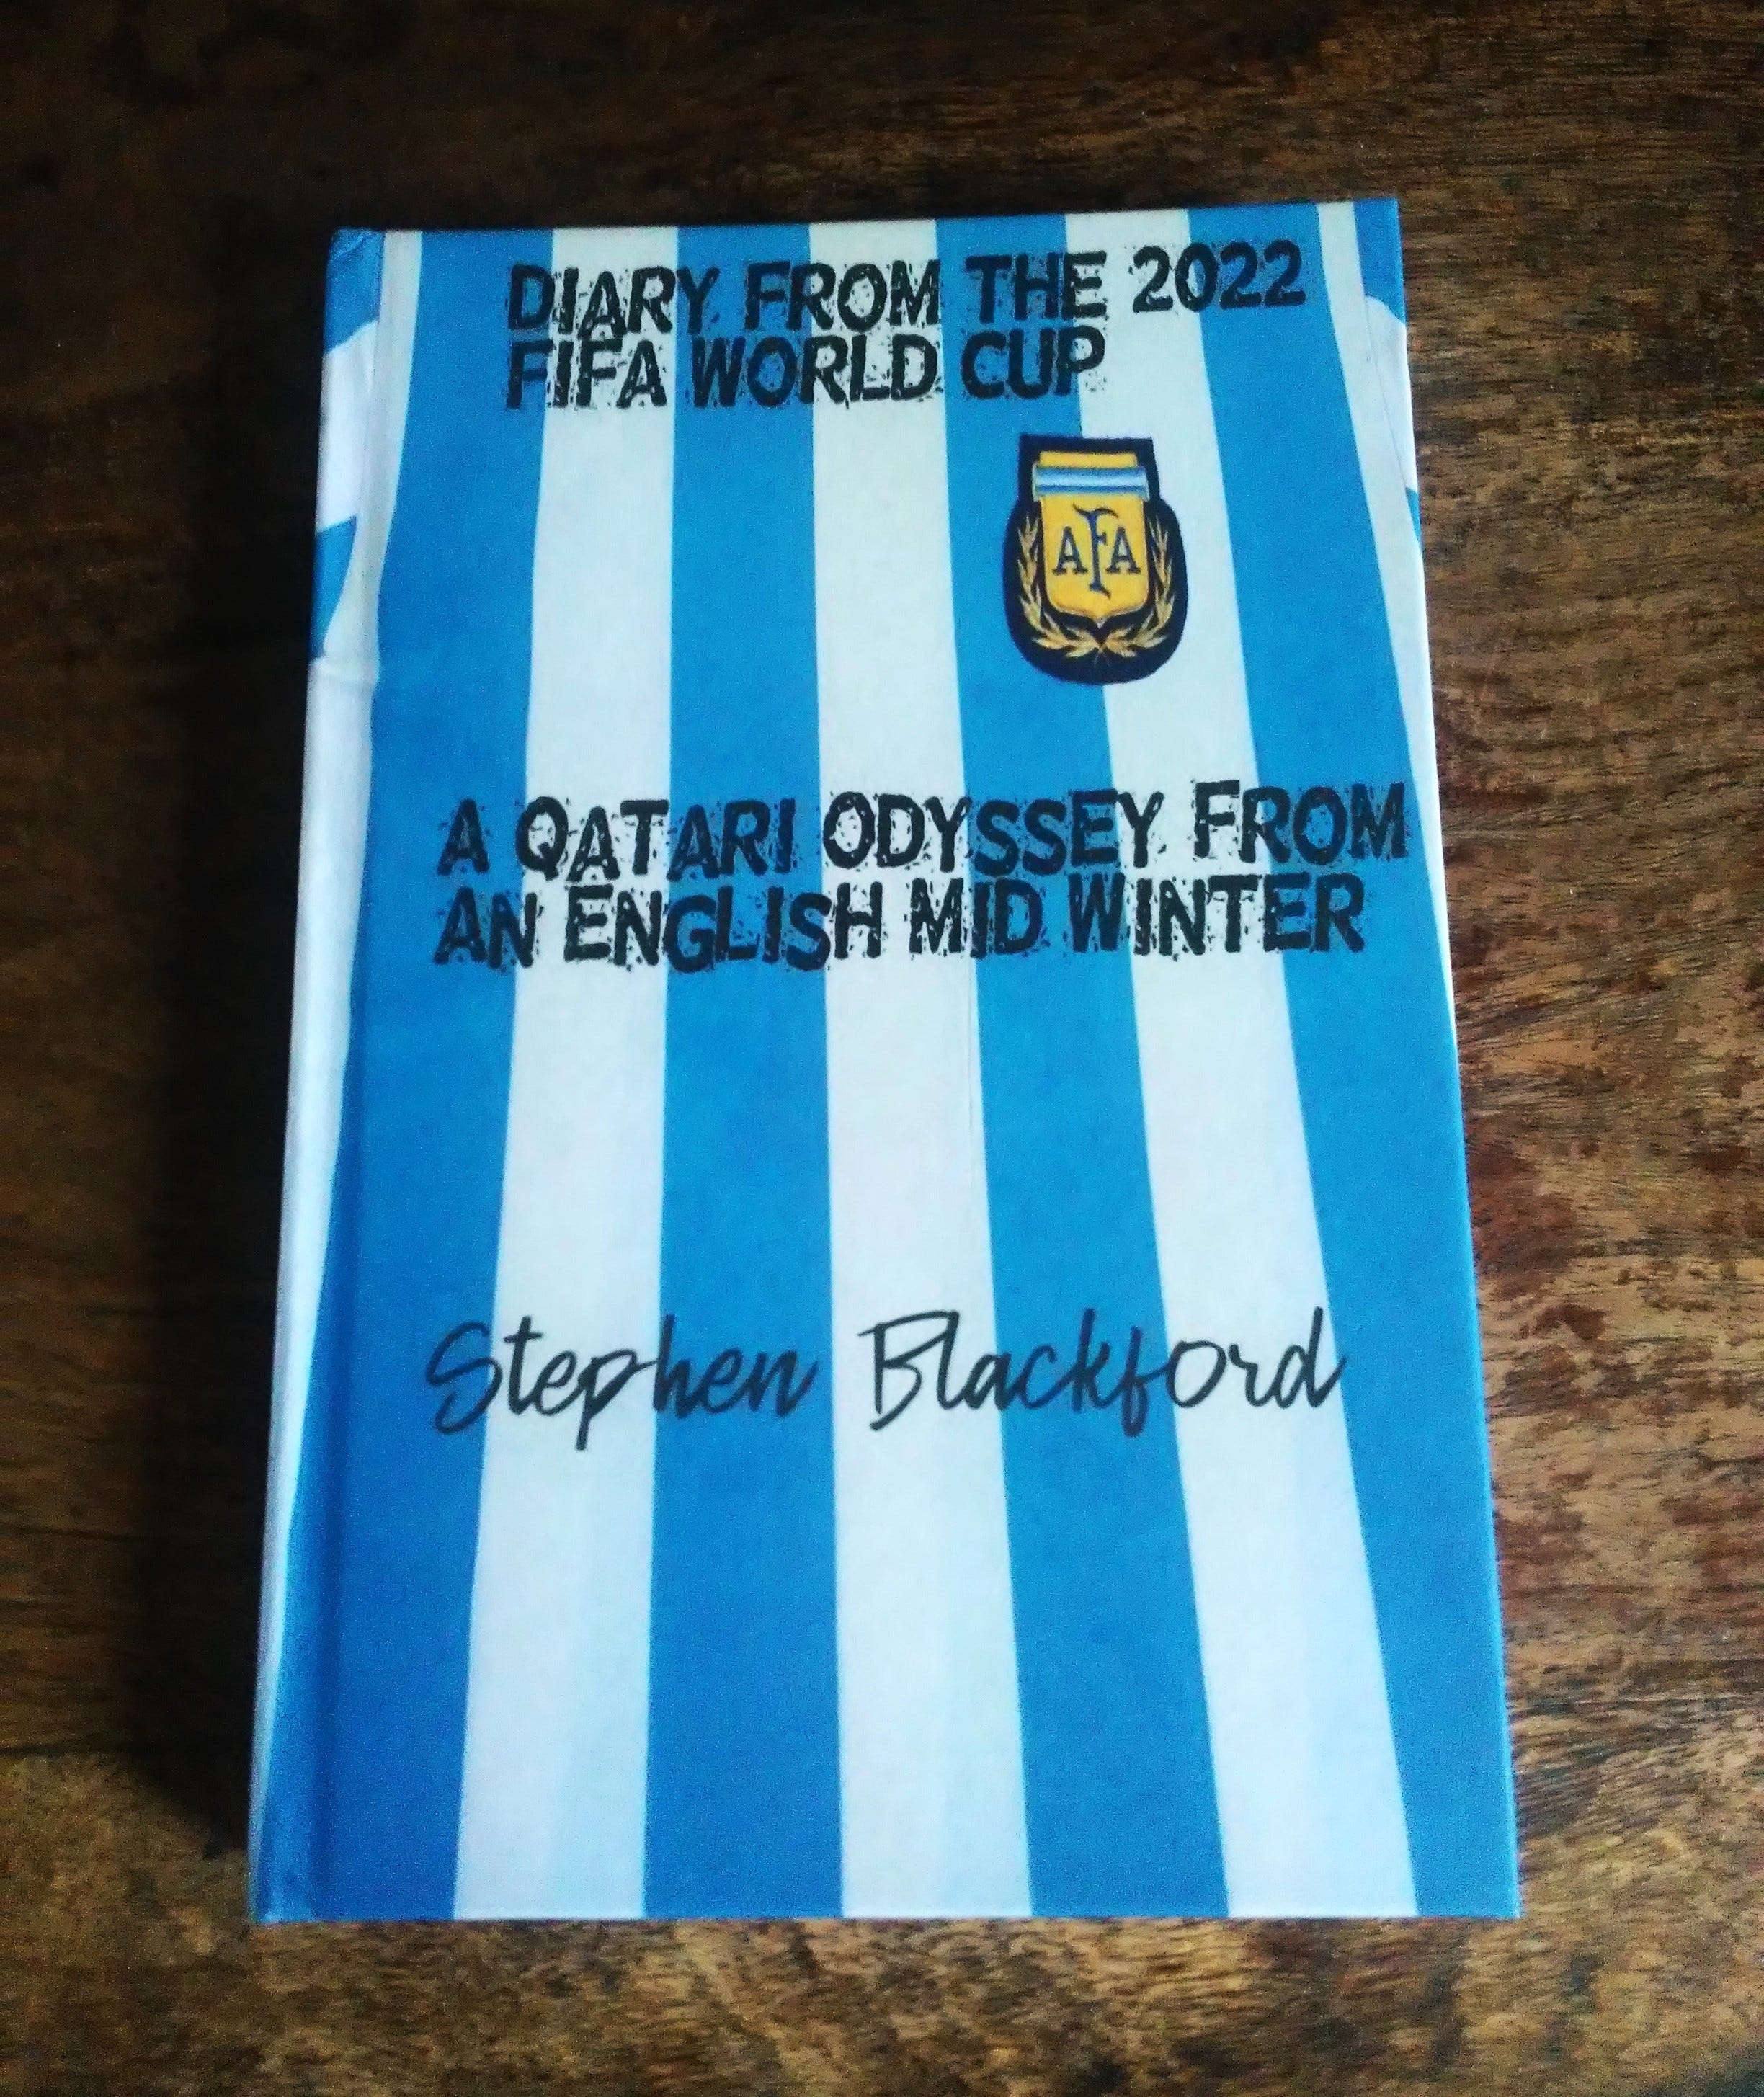 DIARY FROM THE 2022
FIFA WORLD CUP
AFA
A QATARI ODYSSEY FROM
AN ENGLISH MID WINTER
Stephen Blackford